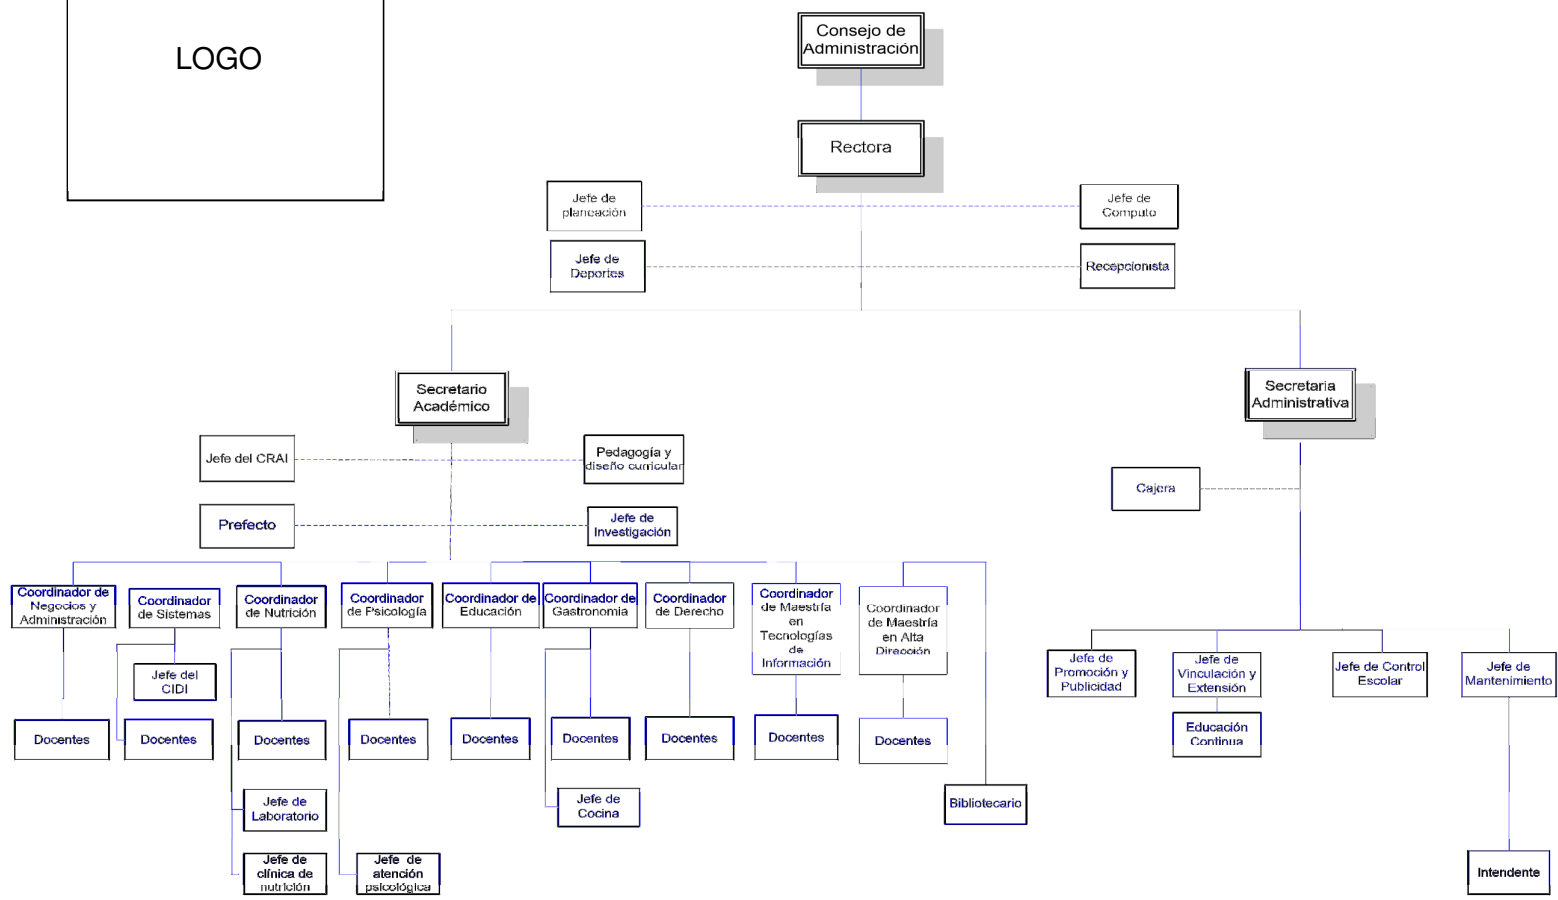 LOGO
Consejo de
Administración
Rectora
Jefe de
planeación
Jefe de
Computo
Jefe de
Deportes
Recepcionista
Secretario
Académico
Secretaria
Administrativa
Jefe del CRAI
Pedagogía y
diseño curricular
Cajera
Prefecto
Jefe de
Investigación
Coordinador de
Negocios y
Administración
Coordinador
de Sistemas
Coordinador
de Nutrición
Coordinador
de Psicología
Coordinador de
Educación
Coordinador de
Gastronomia
Coordinador
de Derecho
Coordinador
de Maestría
en
Tecnologías
de
Información
Coordinador
de Maestría
en Alta
Dirección
Jefe de
Promoción y
Publicidad
Jefe de
Vinculación y
Extensión
Jefe de Control
Escolar
Jefe de
Mantenimiento
Jefe del
CIDI
Docentes
Docentes
Docentes
Docentes
Docentes
Docentes
Docentes
Docentes
Docentes
Educación
Continua
Jefe de
Laboratorio
Jefe de
Cocina
Bibliotecario
Jefe de
clínica de
nutrición
Jefe de
atención
psicológica
Intendente